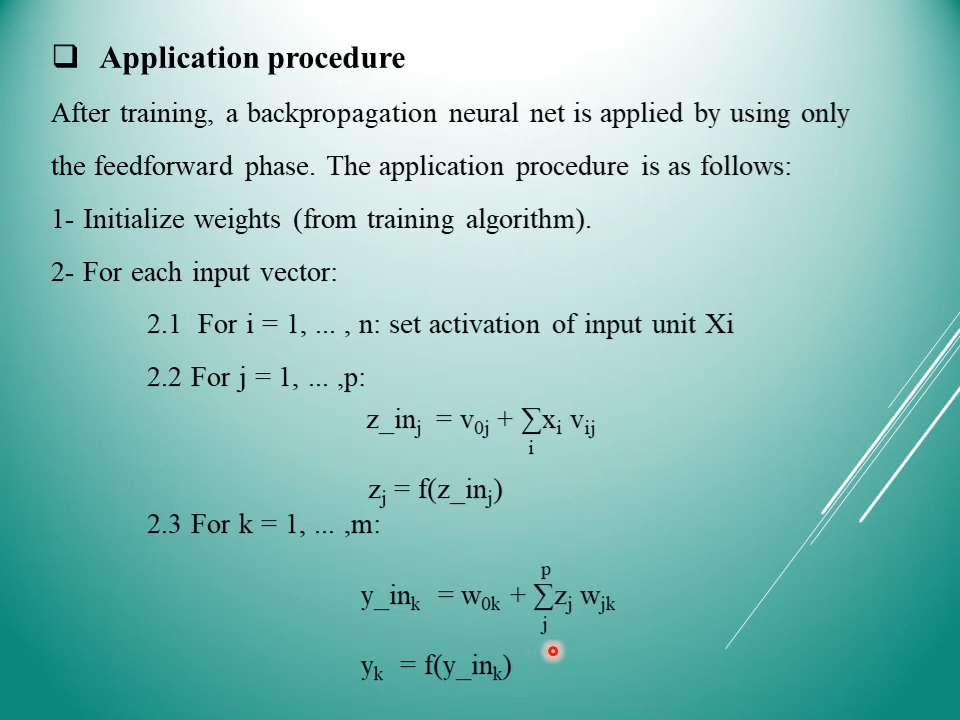 ❑ Application procedure
After training, a backpropagation neural net is applied by using only
the feedforward phase. The application procedure is as follows:
1- Initialize weights (from training algorithm).
2- For each input vector:
2.1 For i = 1, ... , n: set activation of input unit Xi
2.2 For j = 1, ... ,p:
z_inⱼ = v₀ⱼ + ∑xᵢ vᵢⱼ
i
zⱼ = f(z_inⱼ)
2.3 For k = 1, ... ,m:
p
y_inₖ = w₀ₖ + ∑zⱼ wⱼₖ
j
yₖ = f(y_inₖ)